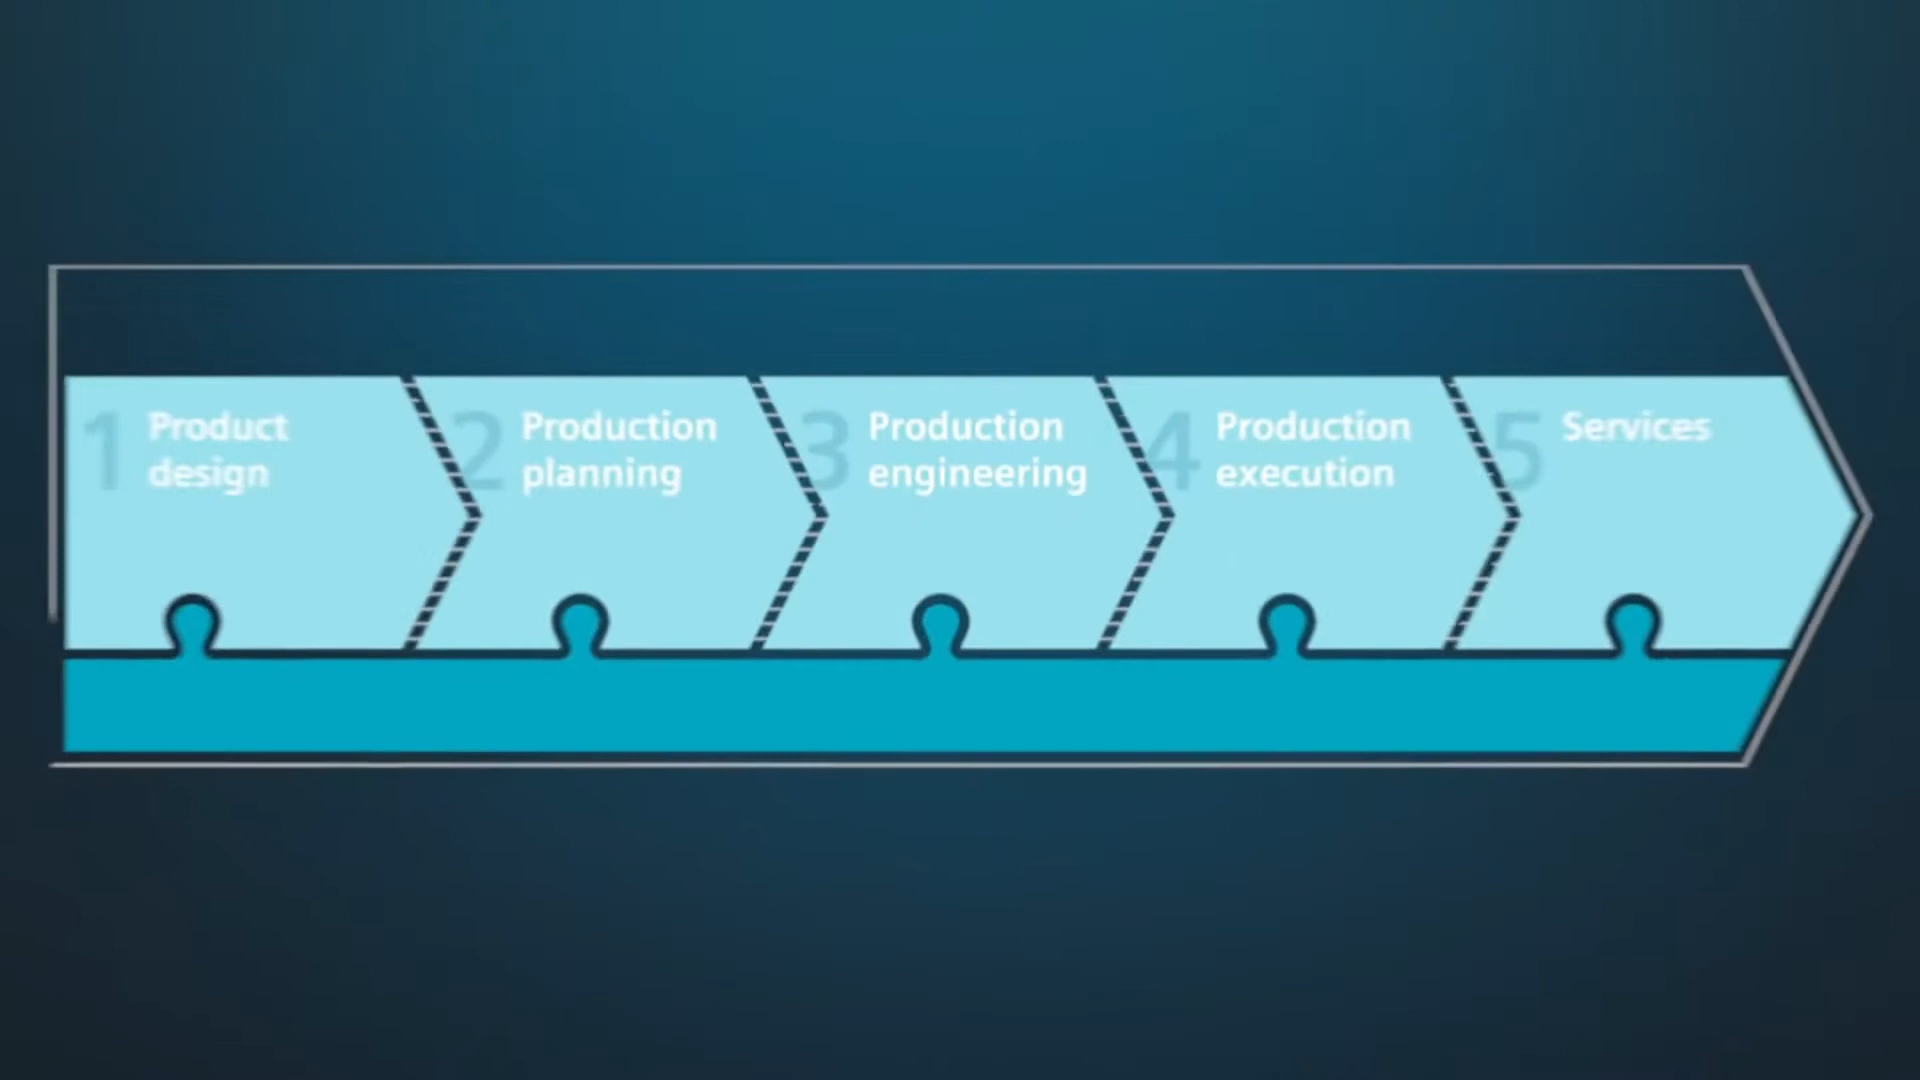 1 Product
design
2 Production
planning
3 Production
engineering
4 Production
execution
5 Services